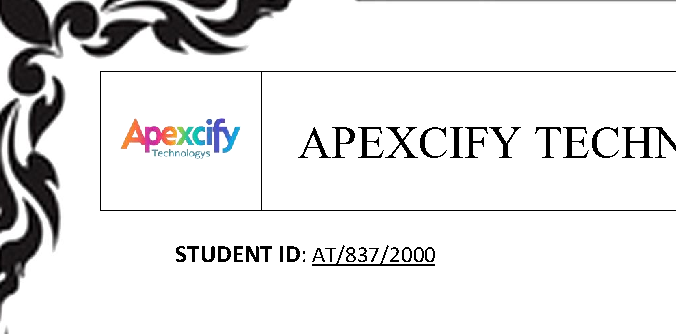 Apexcify
Technologys
APEXCIFY TECHN
STUDENT ID: AT/837/2000